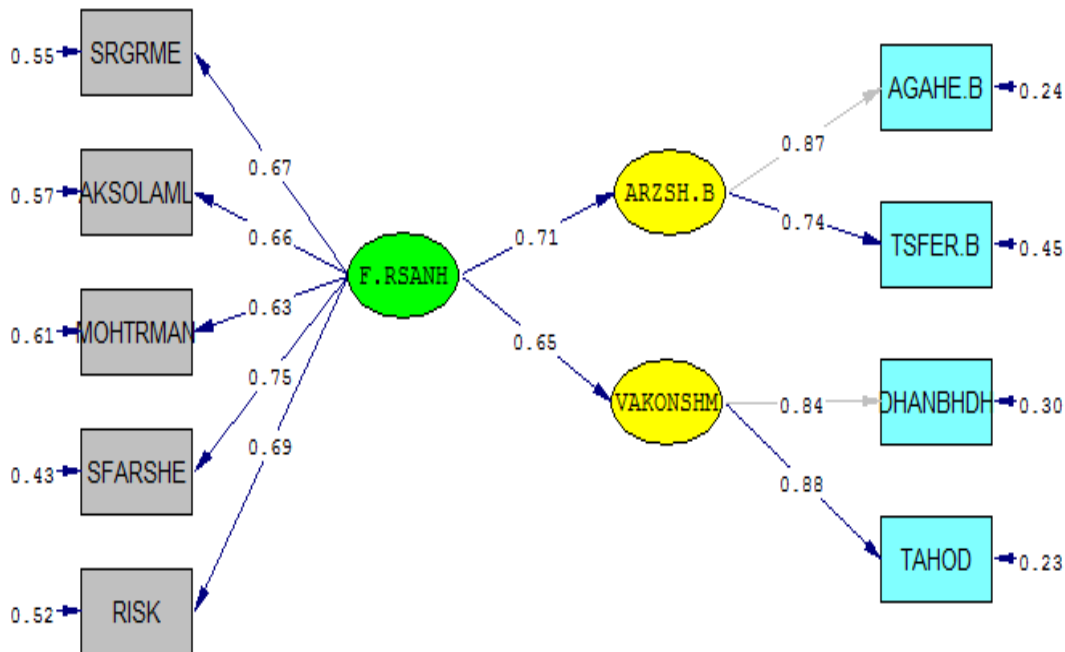 0.55
SRGRME
0.57
AKSOLAML
0.61
MOHTRMAN
0.43
SFARSHE
0.52
RISK
0.67
0.66
0.63
0.75
0.69
F.RSANH
0.71
0.65
ARZSH.B
VAKONSHM
0.87
0.74
0.84
0.88
AGAHE.B
0.24
TSFER.B
0.45
DHANBHDH
0.30
TAHOD
0.23